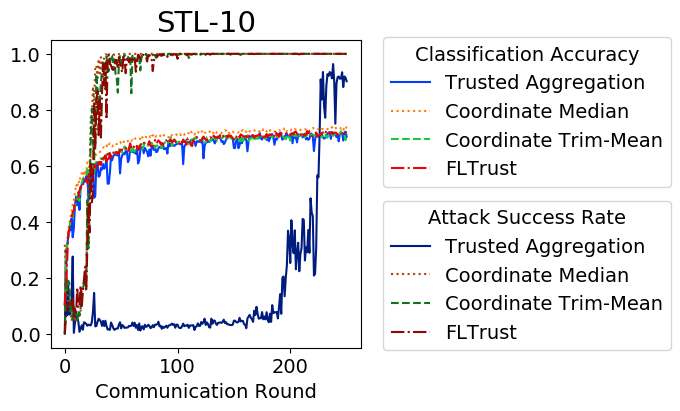 STL-10
1.0
0.8
0.6
0.4
0.2
0.0
0
100
200
Communication Round
Classification Accuracy
Trusted Aggregation
Coordinate Median
Coordinate Trim-Mean
FLTrust
Attack Success Rate
Trusted Aggregation
Coordinate Median
Coordinate Trim-Mean
FLTrust